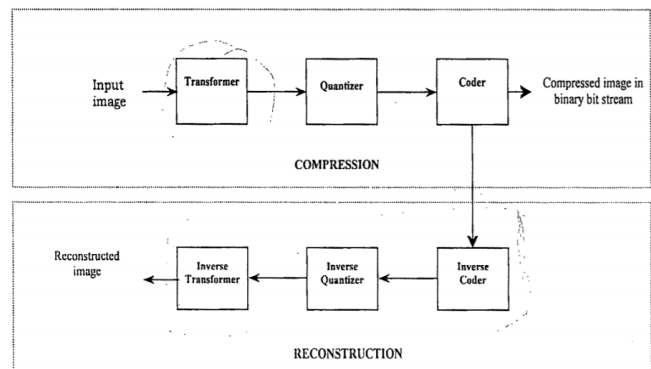 Input
image
Transformer
Quantizer
Coder
Compressed image in
binary bit stream
COMPRESSION
Reconstructed
image
Inverse
Transformer
Inverse
Quantizer
Inverse
Coder
RECONSTRUCTION